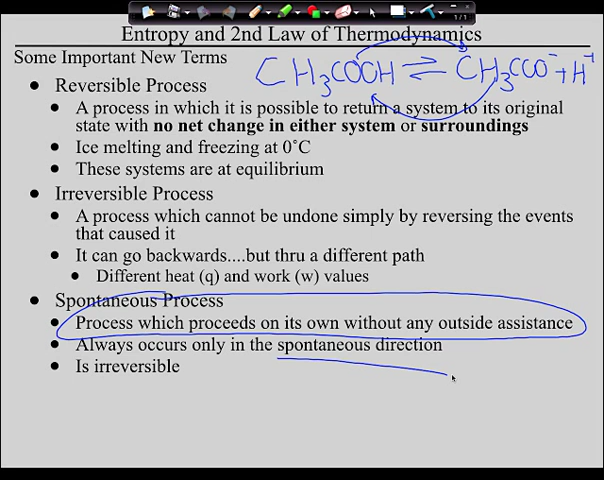 1/1
Entropy and 2nd Law of Thermodynamics
Some Important New Terms
CH₃COOH ⇌ CH₃COO⁻ + H⁺
• Reversible Process
• A process in which it is possible to return a system to its original
state with no net change in either system or surroundings
• Ice melting and freezing at 0˚C
• These systems are at equilibrium
• Irreversible Process
• A process which cannot be undone simply by reversing the events
that caused it
• It can go backwards....but thru a different path
• Different heat (q) and work (w) values
• Spontaneous Process
• Process which proceeds on its own without any outside assistance
• Always occurs only in the spontaneous direction
• Is irreversible